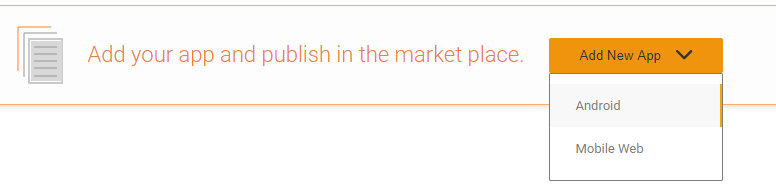 Add your app and publish in the market place.
Add New App
Android
Mobile Web